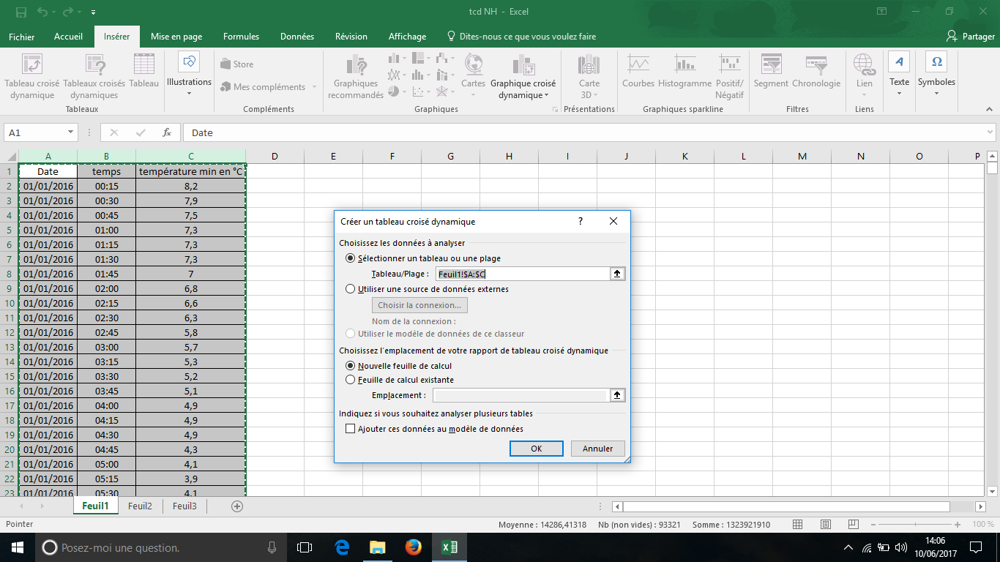 tcd NH - Excel
Fichier Accueil Insérer Mise en page Formules Données Révision Affichage Dites-nous ce que vous voulez faire Partager
Tableau croisé dynamique Tableaux croisés dynamiques Tableau Illustrations Store Mes compléments Graphiques recommandés Cartes Graphique croisé dynamique Carte 3D Courbes Histogramme Positif/Négatif Segment Chronologie Lien Texte Symboles
Tableaux Compléments Graphiques Présentations Graphiques sparkline Filtres Liens
A1 fx Date
A B C D E F G H I J K L M N O P
1 Date temps température min en °C
2 01/01/2016 00:15 8,2
3 01/01/2016 00:30 7,9
4 01/01/2016 00:45 7,5
5 01/01/2016 01:00 7,3
6 01/01/2016 01:15 7,3
7 01/01/2016 01:30 7,3
8 01/01/2016 01:45 7
9 01/01/2016 02:00 6,8
10 01/01/2016 02:15 6,6
11 01/01/2016 02:30 6,3
12 01/01/2016 02:45 5,8
13 01/01/2016 03:00 5,7
14 01/01/2016 03:15 5,3
15 01/01/2016 03:30 5,2
16 01/01/2016 03:45 5,1
17 01/01/2016 04:00 4,9
18 01/01/2016 04:15 4,9
19 01/01/2016 04:30 4,9
20 01/01/2016 04:45 4,3
21 01/01/2016 05:00 4,1
22 01/01/2016 05:15 3,9
23 01/01/2016 05:30 4,1
Créer un tableau croisé dynamique ?
Choisissez les données à analyser
Sélectionner un tableau ou une plage
Tableau/Plage : Feuil1!$A:$C
Utiliser une source de données externes
Choisir la connexion...
Nom de la connexion :
Utiliser le modèle de données de ce classeur
Choisissez l'emplacement de votre rapport de tableau croisé dynamique
Nouvelle feuille de calcul
Feuille de calcul existante
Emplacement :
Indiquez si vous souhaitez analyser plusieurs tables
Ajouter ces données au modèle de données
OK Annuler
Feuil1 Feuil2 Feuil3
Pointer Moyenne : 14286,41318 Nb (non vides) : 93321 Somme : 1323921910 100 %
Posez-moi une question.
14:06
10/06/2017